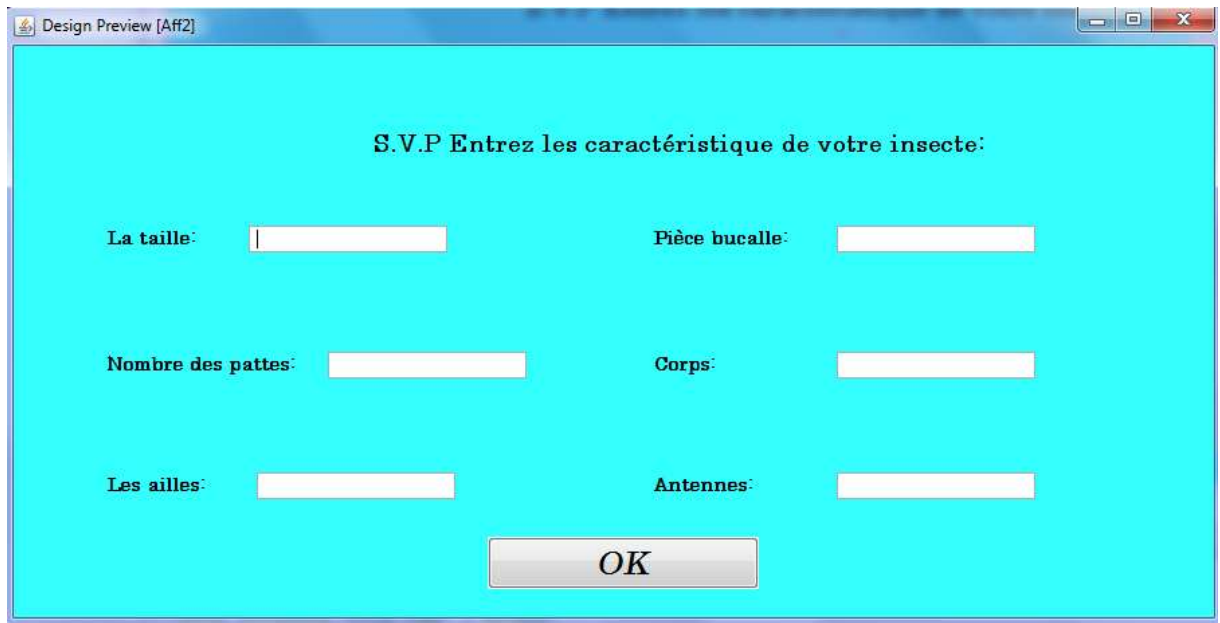 Design Preview [Aff2]
S.V.P Entrez les caractéristique de votre insecte:
La taille:
Pièce bucalle:
Nombre des pattes:
Corps:
Les ailles:
Antennes:
OK